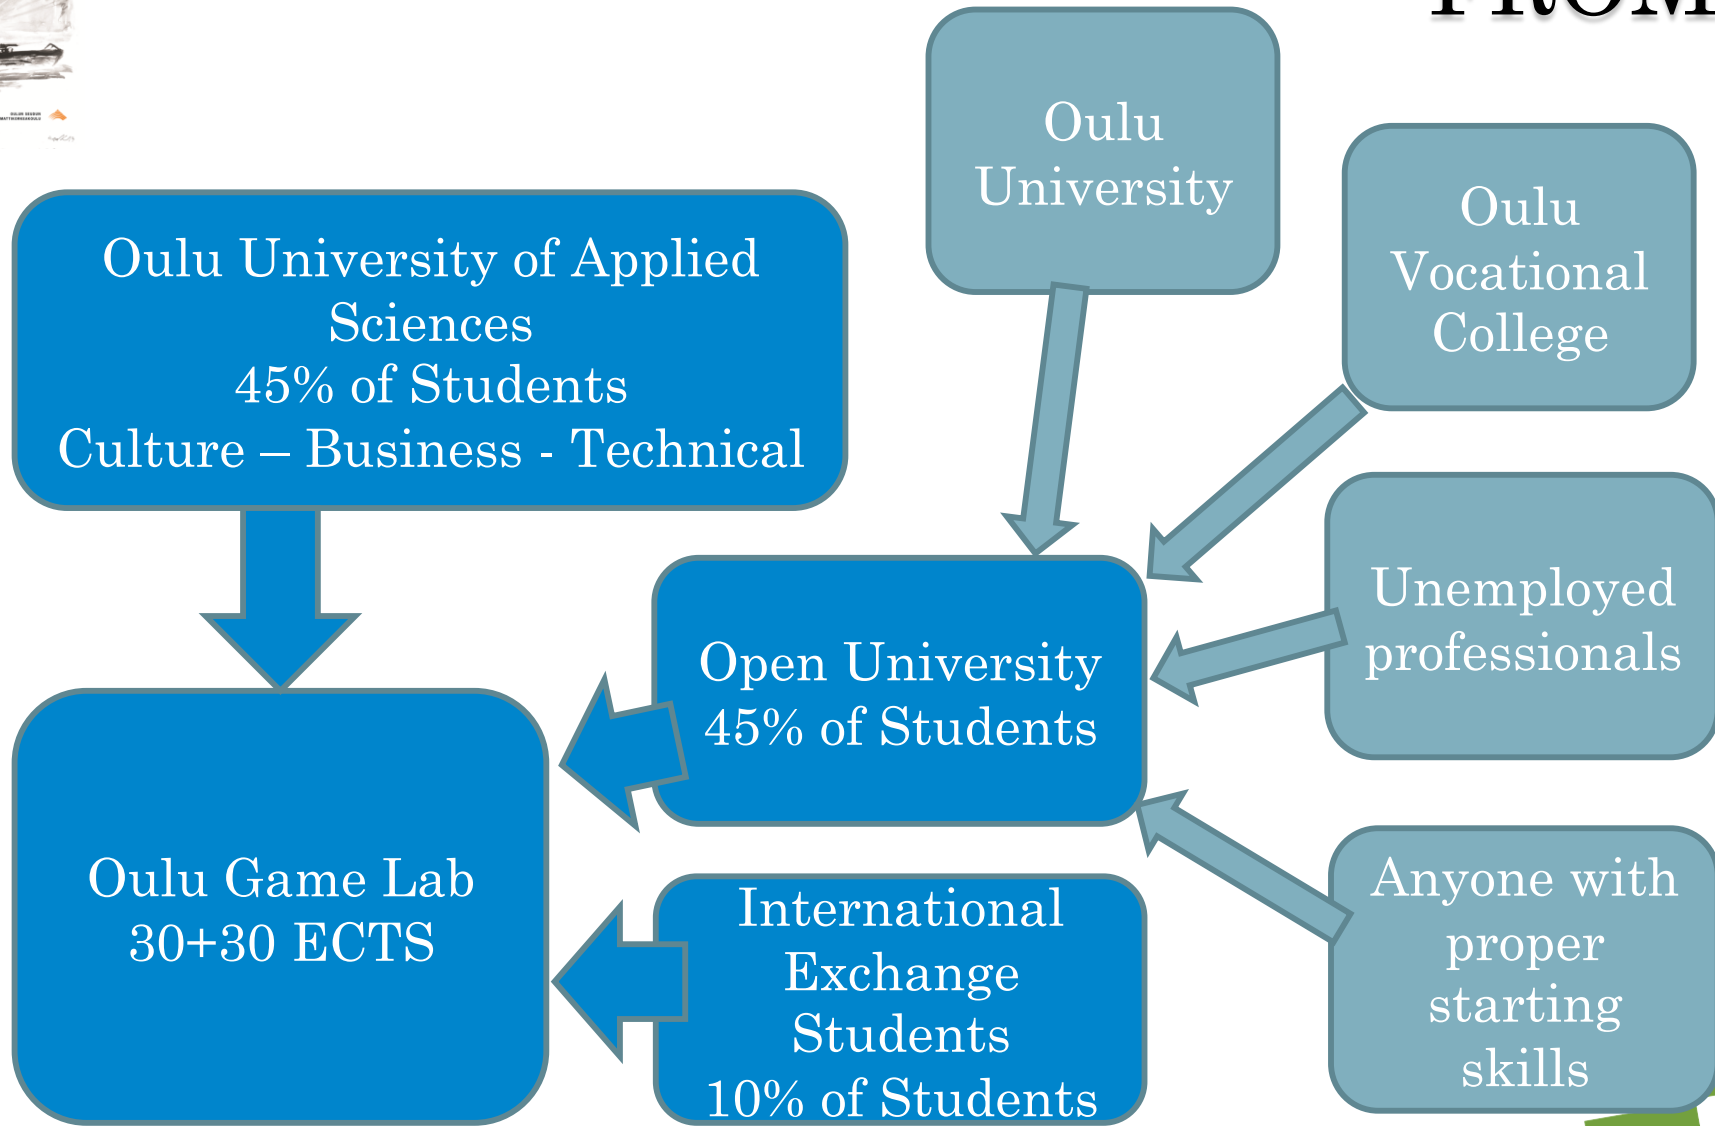 FROM
Oulu
University
Oulu
Vocational
College
Oulu University of Applied
Sciences
45% of Students
Culture – Business - Technical
Unemployed
professionals
Open University
45% of Students
Oulu Game Lab
30+30 ECTS
International
Exchange
Students
10% of Students
Anyone with
proper
starting
skills